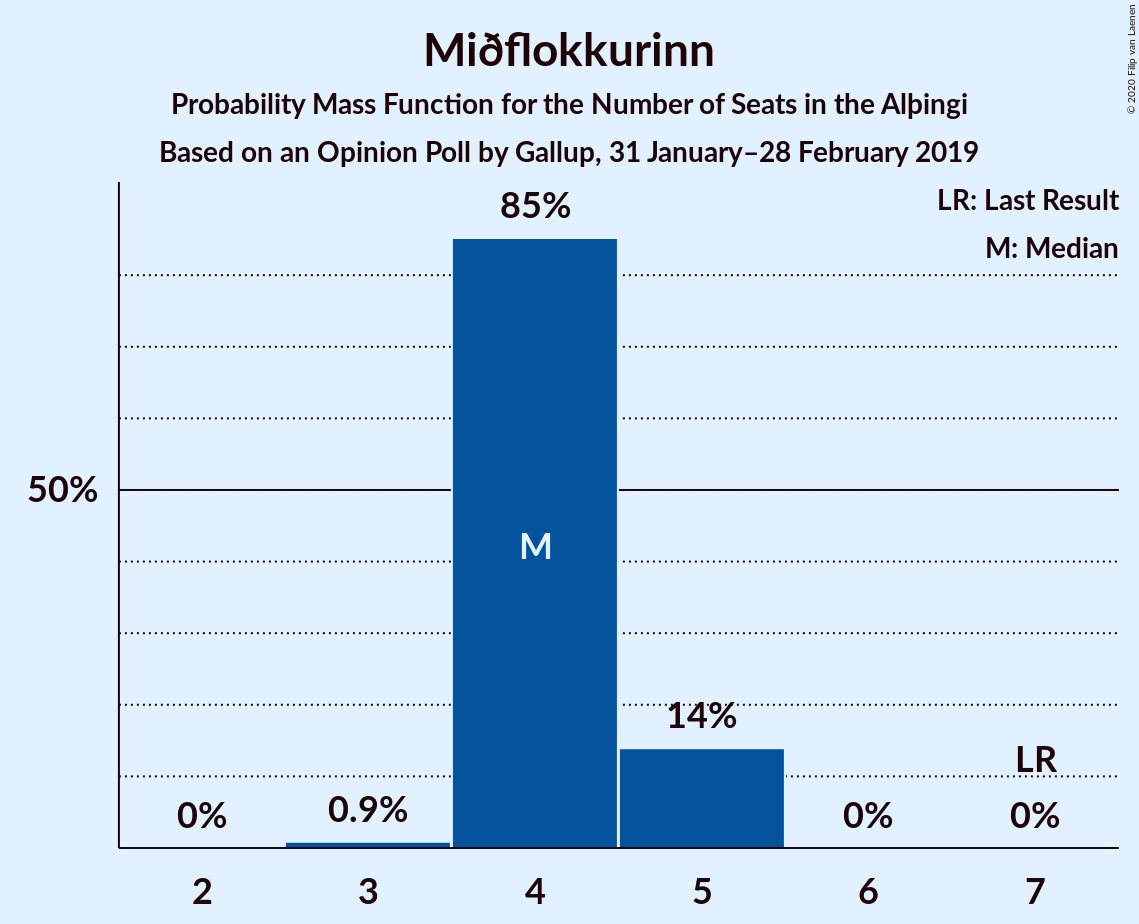 Miðflokkurinn
Probability Mass Function for the Number of Seats in the Alþingi
Based on an Opinion Poll by Gallup, 31 January–28 February 2019
© 2020 Filip van Laenen
LR: Last Result
M: Median
85%
50%
M
14%
LR
0%
0.9%
0%
0%
2 3 4 5 6 7